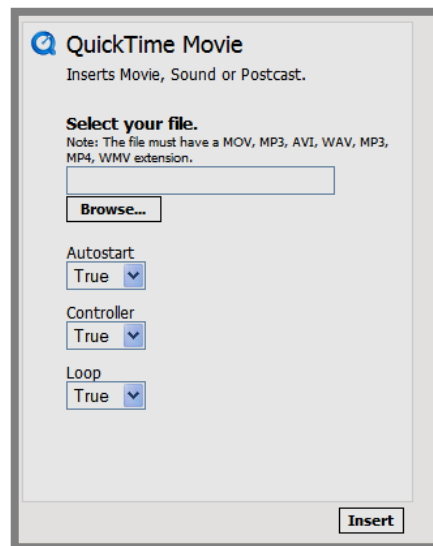 QuickTime Movie
Inserts Movie, Sound or Postcast.
Select your file.
Note: The file must have a MOV, MP3, AVI, WAV, MP3,
MP4, WMV extension.
Browse...
Autostart
True
Controller
True
Loop
True
Insert